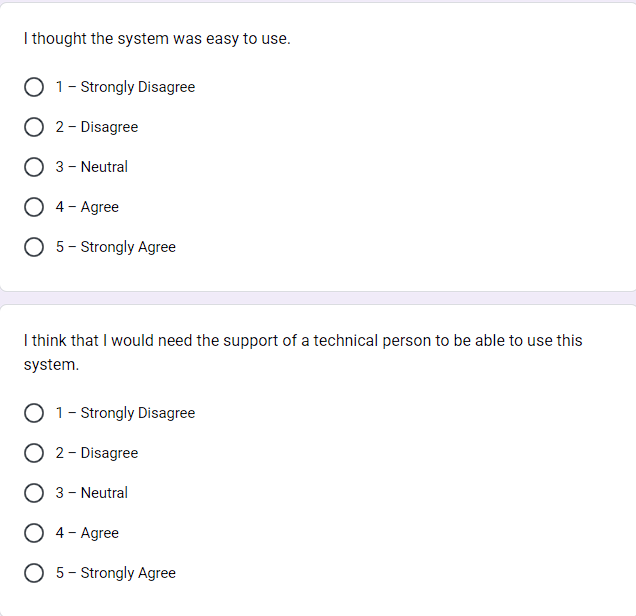 I thought the system was easy to use.
1 – Strongly Disagree
2 – Disagree
3 – Neutral
4 – Agree
5 – Strongly Agree
I think that I would need the support of a technical person to be able to use this
system.
1 – Strongly Disagree
2 – Disagree
3 – Neutral
4 – Agree
5 – Strongly Agree